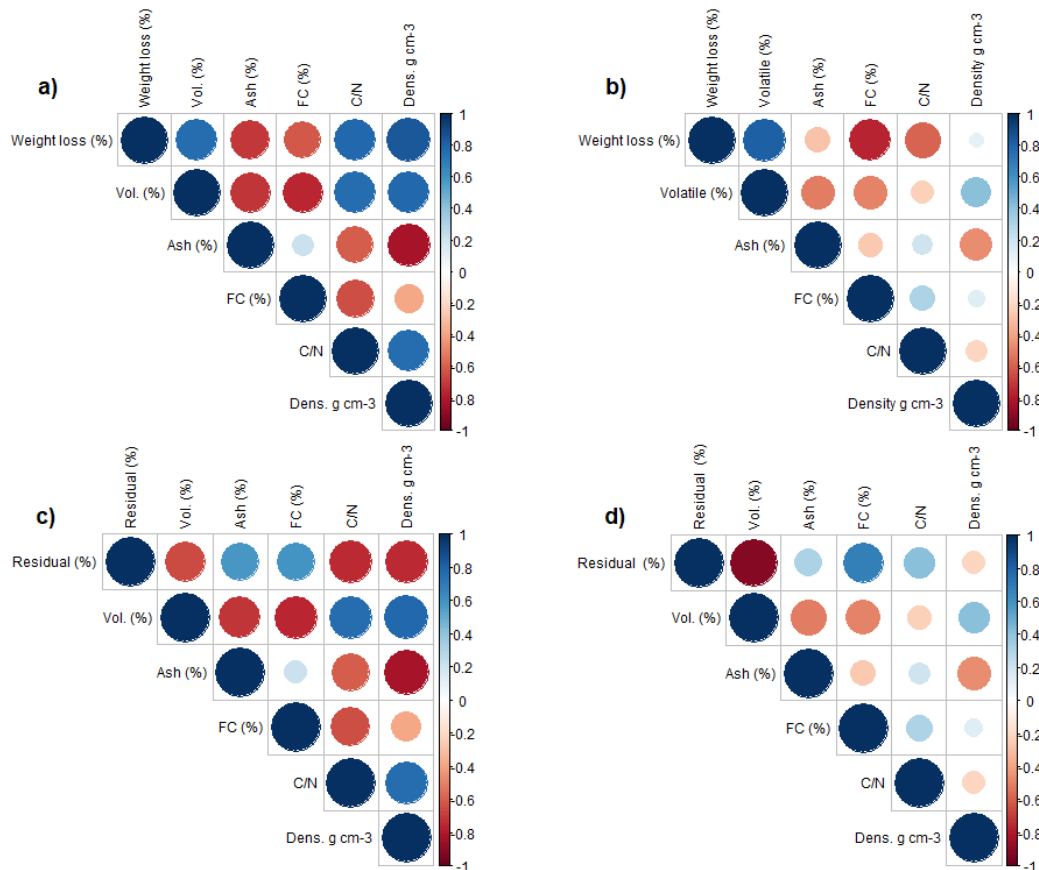 a)
Weight loss (%)
Vol. (%)
Ash (%)
FC (%)
C/N
Dens. g cm-3
Weight loss (%)
Vol. (%)
Ash (%)
FC (%)
C/N
Dens. g cm-3
1
0.8
0.6
0.4
0.2
0
-0.2
-0.4
-0.6
-0.8
-1
b)
Weight loss (%)
Volatile (%)
Ash (%)
FC (%)
C/N
Density g cm-3
Weight loss (%)
Volatile (%)
Ash (%)
FC (%)
C/N
Density g cm-3
1
0.8
0.6
0.4
0.2
0
-0.2
-0.4
-0.6
-0.8
-1
c)
Residual (%)
Vol. (%)
Ash (%)
FC (%)
C/N
Dens. g cm-3
Residual (%)
Vol. (%)
Ash (%)
FC (%)
C/N
Dens. g cm-3
1
0.8
0.6
0.4
0.2
0
-0.2
-0.4
-0.6
-0.8
-1
d)
Residual (%)
Vol. (%)
Ash (%)
FC (%)
C/N
Dens. g cm-3
Residual (%)
Vol. (%)
Ash (%)
FC (%)
C/N
Dens. g cm-3
1
0.8
0.6
0.4
0.2
0
-0.2
-0.4
-0.6
-0.8
-1